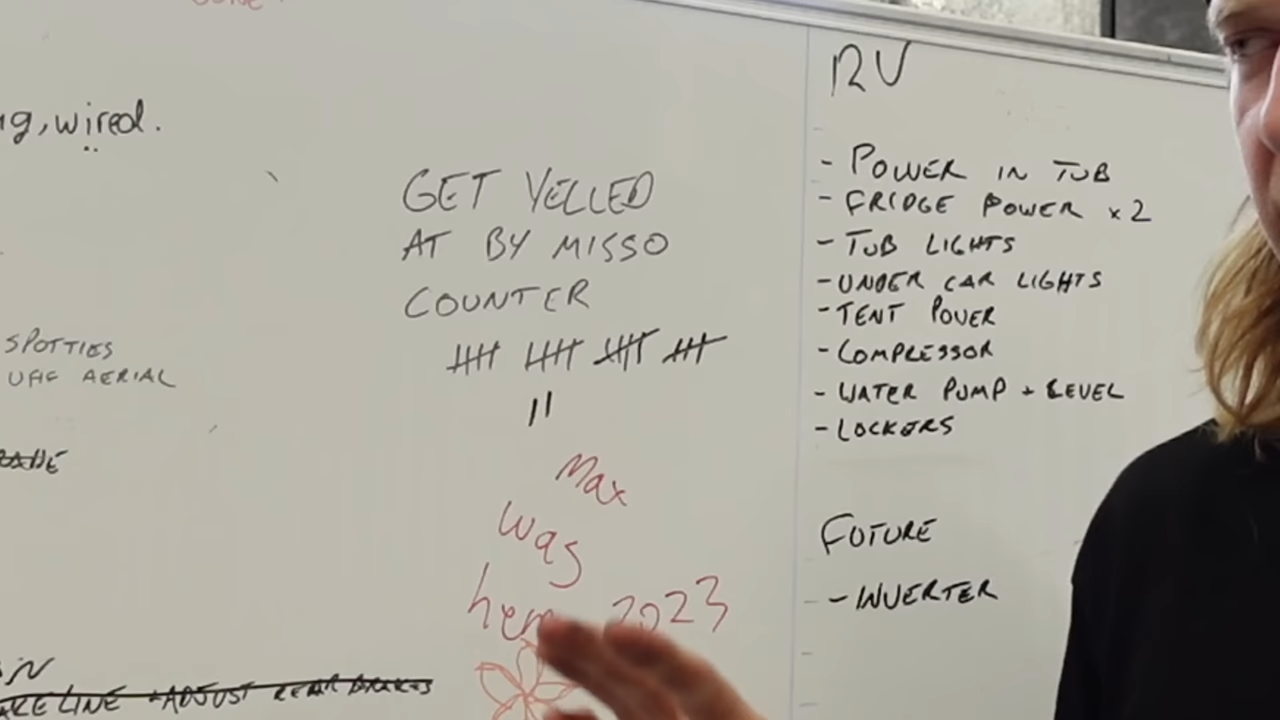 wired.
GET YELLED
AT BY MISSO
COUNTER
SPOTTIES
UHF AERIAL
Max
was
2023
ADJUST REAR BRAKES
RV
- POWER IN TUB
- FRIDGE POWER x2
- TUB LIGHTS
- UNDER CAR LIGHTS
- TENT POWER
- COMPRESSOR
- WATER PUMP + LEVEL
- LOCKERS
FUTURE
- INVERTER